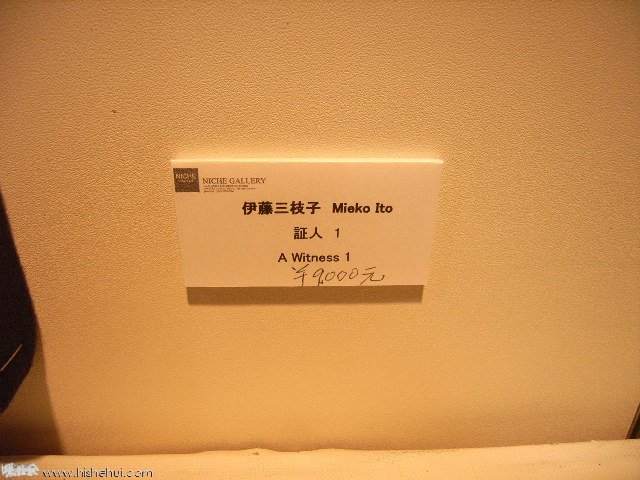 NICHE
NICHE GALLERY
伊藤三枝子 Mieko Ito
証人 1
A Witness 1
¥9,000元
www.hishehui.com